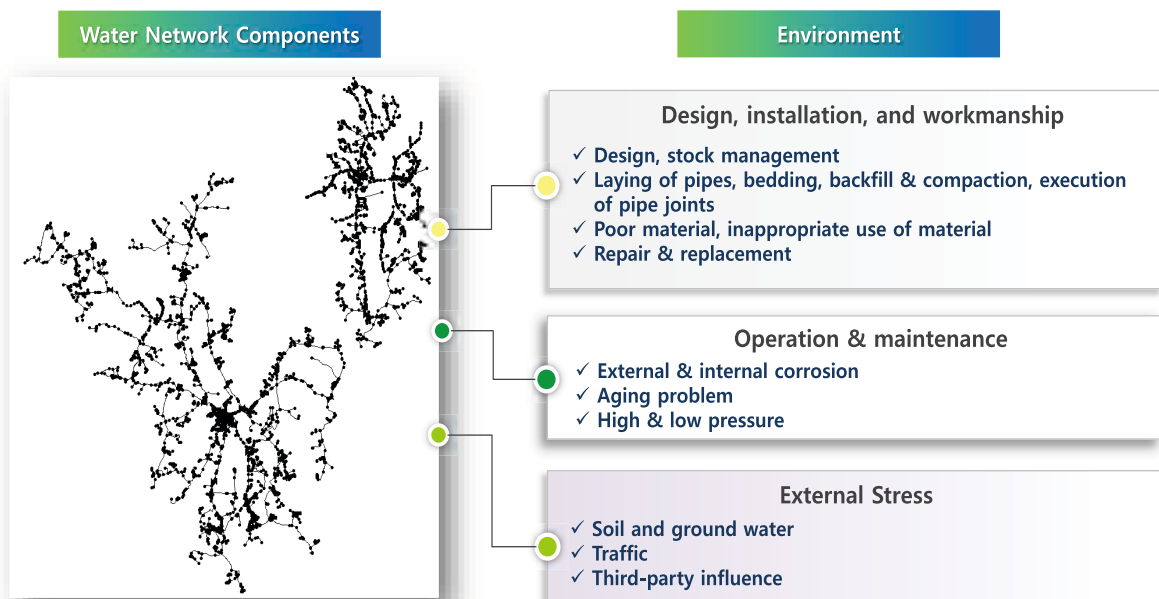 Water Network Components
Environment
Design, installation, and workmanship
✓ Design, stock management
✓ Laying of pipes, bedding, backfill & compaction, execution
of pipe joints
✓ Poor material, inappropriate use of material
✓ Repair & replacement
Operation & maintenance
✓ External & internal corrosion
✓ Aging problem
✓ High & low pressure
External Stress
✓ Soil and ground water
✓ Traffic
✓ Third-party influence